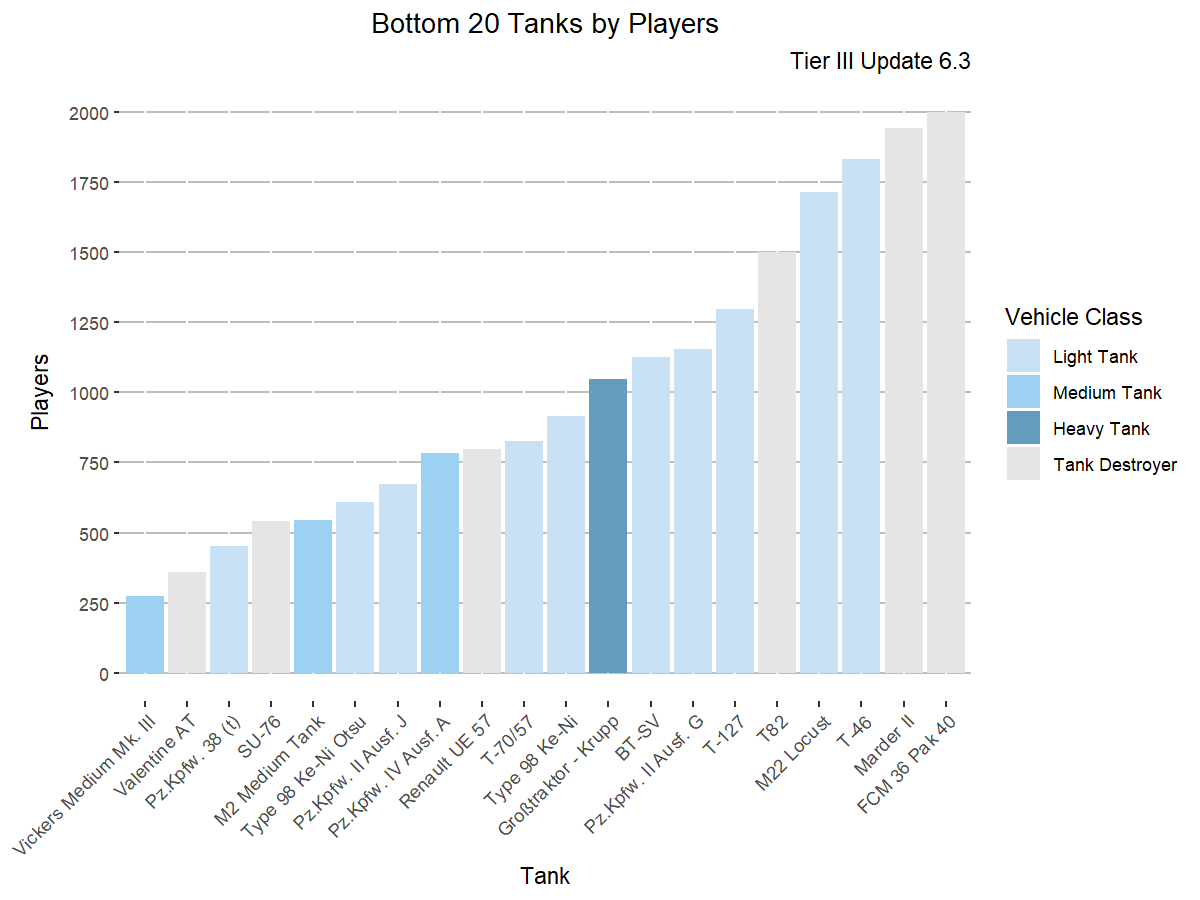 Bottom 20 Tanks by Players
Tier III Update 6.3
Players
2000
1750
1500
1250
1000
750
500
250
0
Vickers Medium Mk. III
Valentine AT
Pz.Kpfw. 38 (t)
SU-76
M2 Medium Tank
Type 98 Ke-Ni Otsu
Pz.Kpfw. II Ausf. J
Pz.Kpfw. IV Ausf. A
Renault UE 57
T-70/57
Type 98 Ke-Ni
Großtraktor - Krupp
BT-SV
Pz.Kpfw. II Ausf. G
T-127
T82
M22 Locust
T-46
Marder II
FCM 36 Pak 40
Tank
Vehicle Class
Light Tank
Medium Tank
Heavy Tank
Tank Destroyer